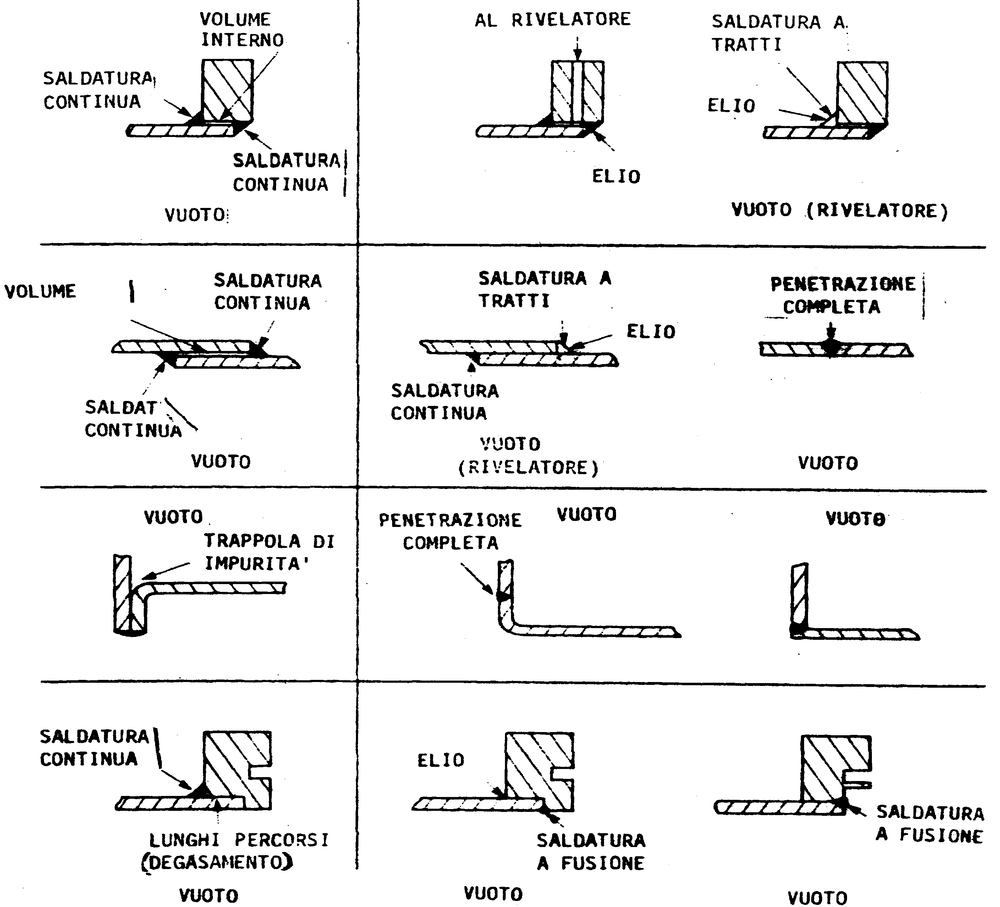 VOLUME
INTERNO
SALDATURA
CONTINUA
SALDATURA
CONTINUA
VUOTO
AL RIVELATORE
ELIO
SALDATURA A
TRATTI
ELIO
VUOTO (RIVELATORE)
VOLUME
SALDATURA
CONTINUA
SALDAT
CONTINUA
VUOTO
SALDATURA A
TRATTI
ELIO
SALDATURA
CONTINUA
VUOTO
(RIVELATORE)
PENETRAZIONE
COMPLETA
VUOTO
VUOTO
TRAPPOLA DI
IMPURITA'
PENETRAZIONE
COMPLETA
VUOTO
VUOTO
SALDATURA
CONTINUA
LUNGHI PERCORSI
(DEGASAMENTO)
VUOTO
ELIO
SALDATURA
A FUSIONE
VUOTO
SALDATURA
A FUSIONE
VUOTO